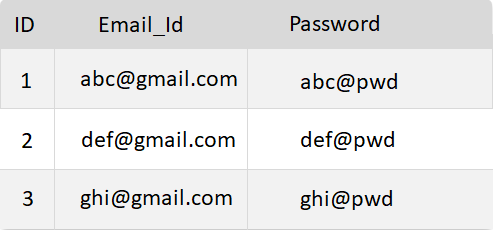 ID Email_Id Password
1 abc@gmail.com abc@pwd
2 def@gmail.com def@pwd
3 ghi@gmail.com ghi@pwd